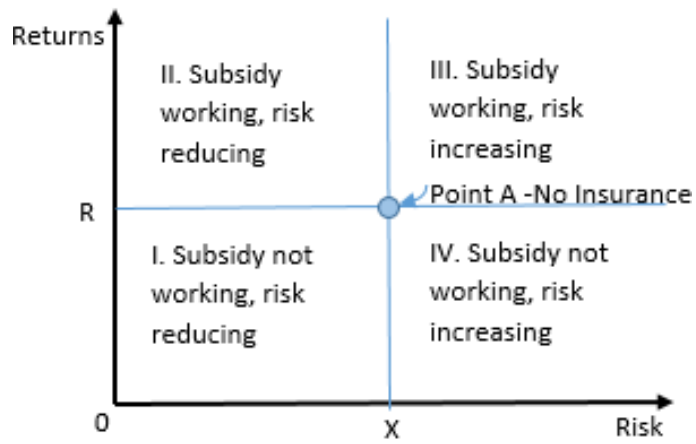 Returns
II. Subsidy
working, risk
reducing
III. Subsidy
working, risk
increasing
Point A -No Insurance
R
I. Subsidy not
working, risk
reducing
IV. Subsidy not
working, risk
increasing
0
X
Risk